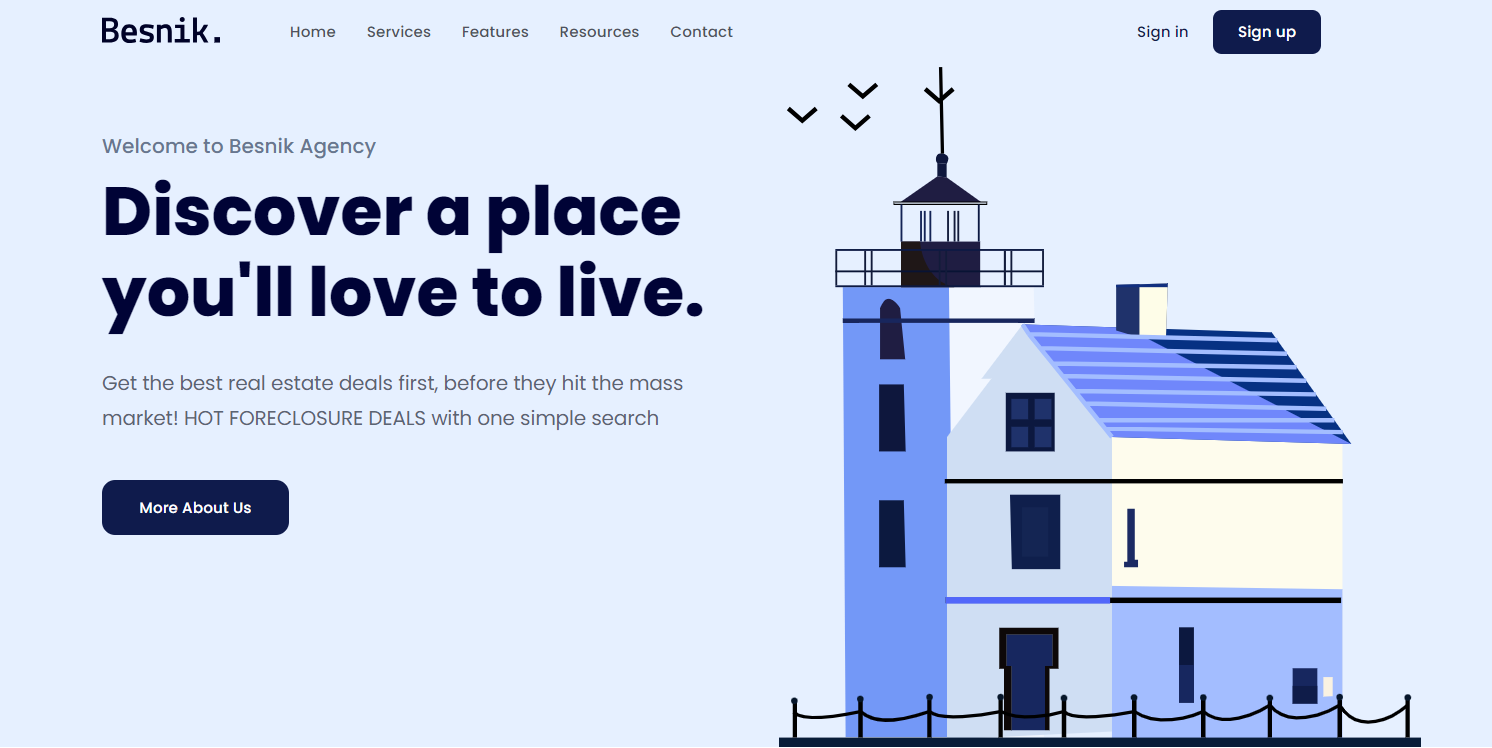 Besnik.
Home Services Features Resources Contact
Sign in
Sign up
Welcome to Besnik Agency
Discover a place
you'll love to live.
Get the best real estate deals first, before they hit the mass
market! HOT FORECLOSURE DEALS with one simple search
More About Us